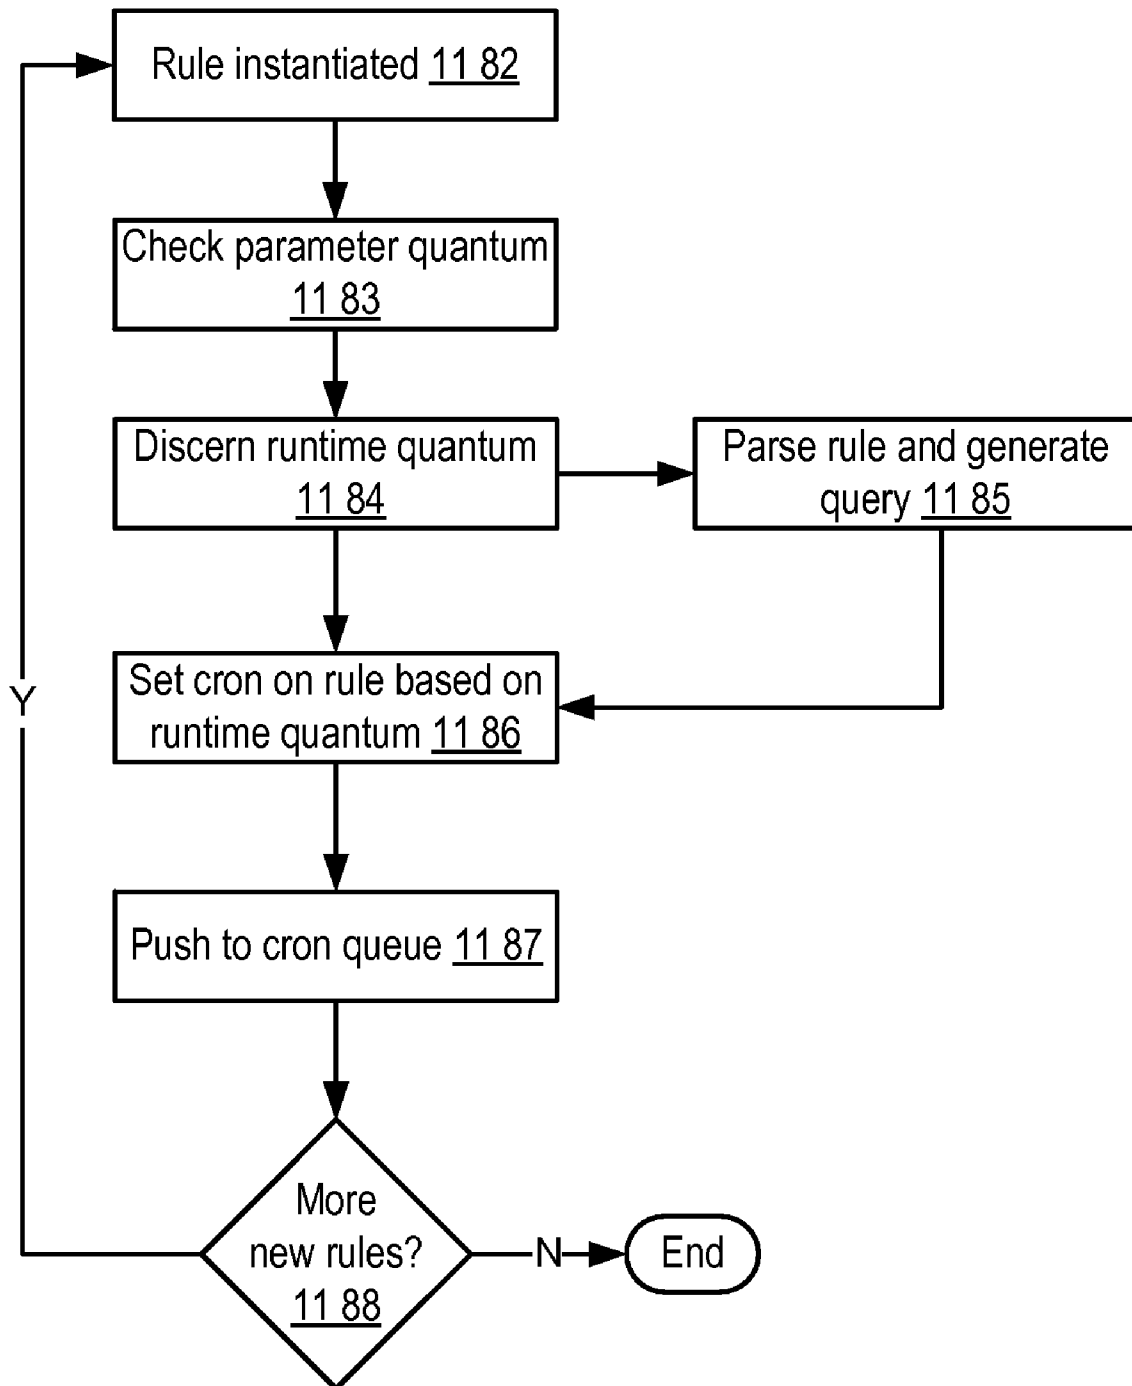 Rule instantiated 11 82
Check parameter quantum
11 83
Discern runtime quantum
11 84
Parse rule and generate
query 11 85
Set cron on rule based on
runtime quantum 11 86
Y
Push to cron queue 11 87
More
new rules?
11 88
N
End